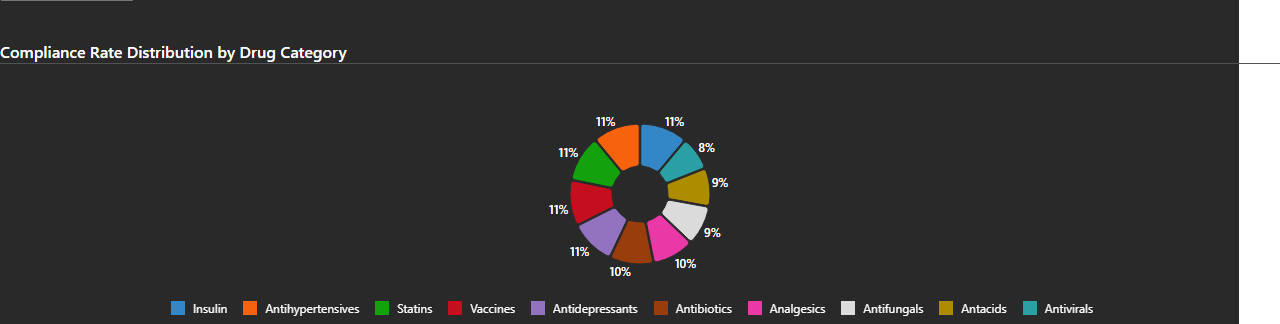 Compliance Rate Distribution by Drug Category
11% 11%
11% 8%
11% 9%
11% 9%
10% 10%
Insulin Antihypertensives Statins Vaccines Antidepressants Antibiotics Analgesics Antifungals Antacids Antivirals